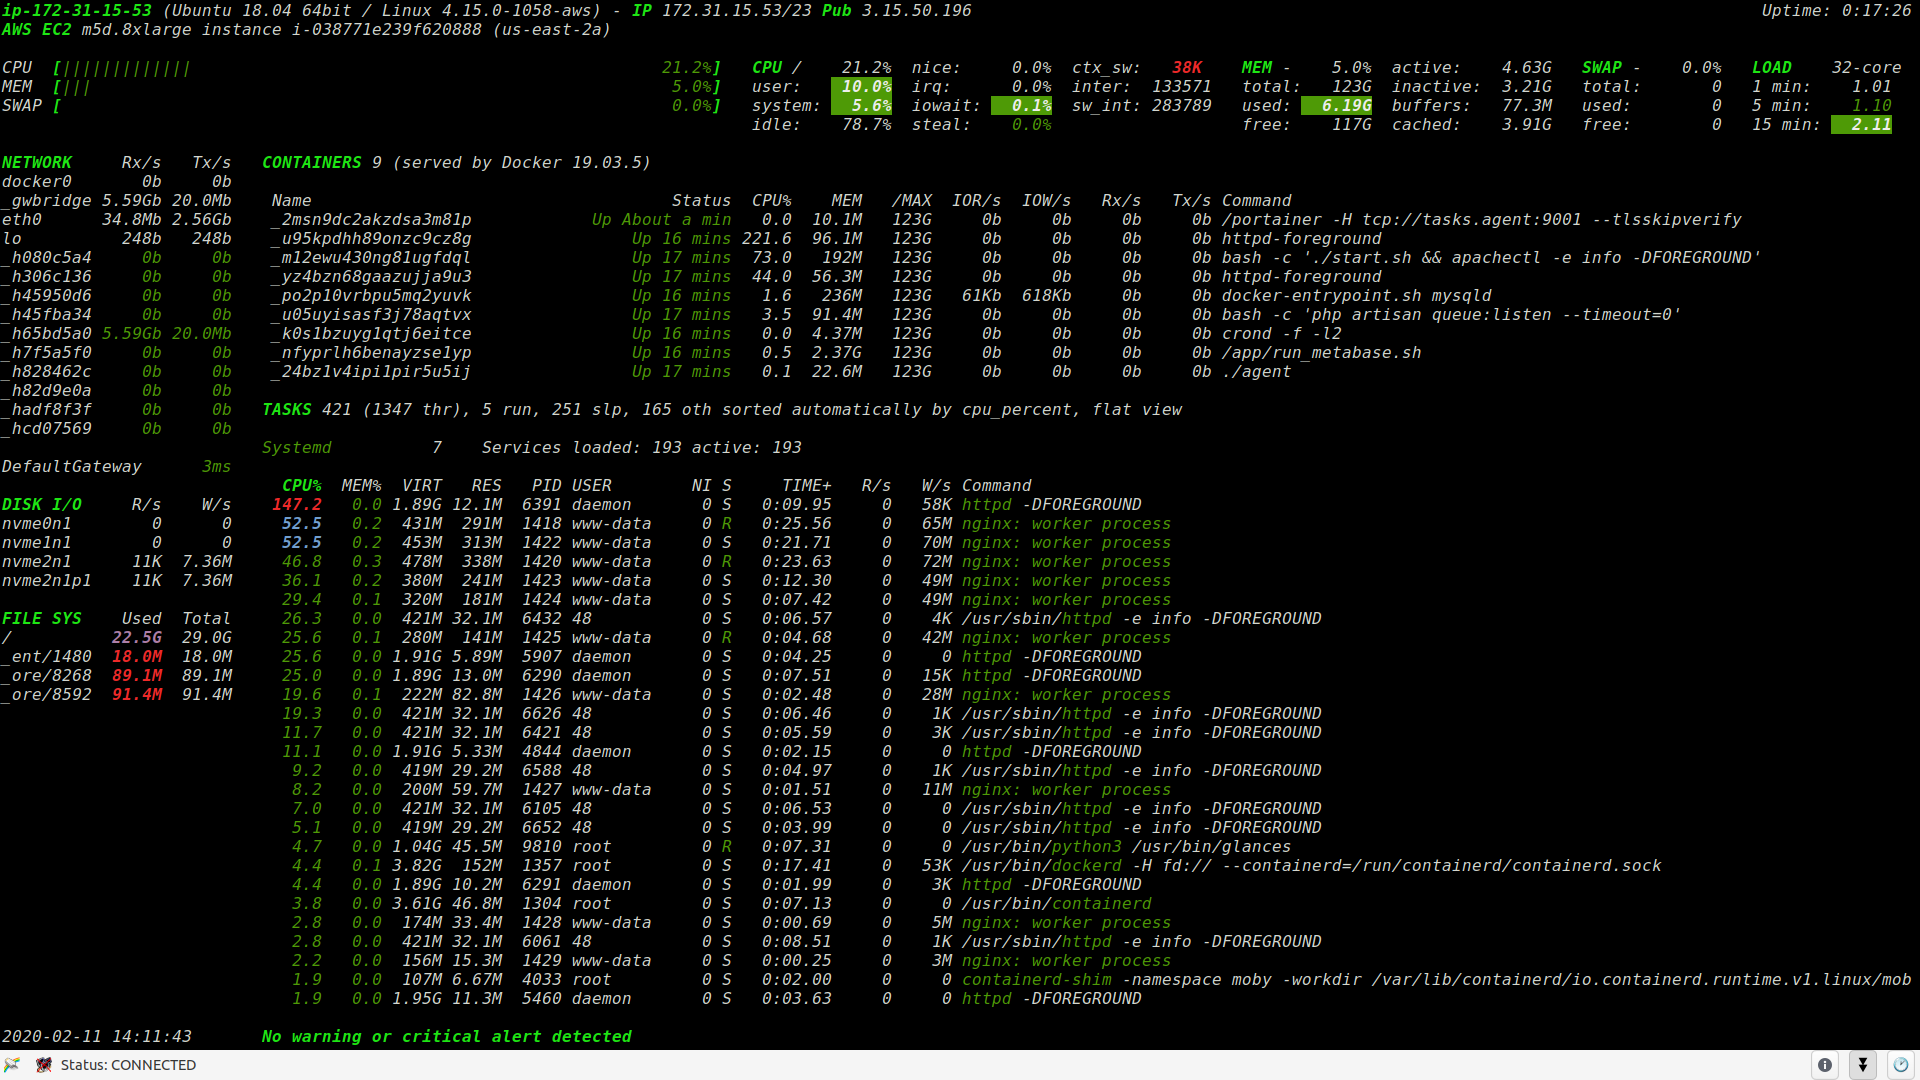 ip-172-31-15-53 (Ubuntu 18.04 64bit / Linux 4.15.0-1058-aws) - IP 172.31.15.53/23 Pub 3.15.50.196 Uptime: 0:17:26
AWS EC2 m5d.8xlarge instance i-038771e239f620888 (us-east-2a)
CPU [||||||||||||| 21.2%] CPU / 21.2% nice: 0.0% ctx_sw: 38K MEM - 5.0% active: 4.63G SWAP - 0.0% LOAD 32-core
MEM [||| 5.0%] user: 10.0% irq: 0.0% inter: 133571 total: 123G inactive: 3.21G total: 0 1 min: 1.01
SWAP [ 0.0%] system: 5.6% iowait: 0.1% sw_int: 283789 used: 6.19G buffers: 77.3M used: 0 5 min: 1.10
idle: 78.7% steal: 0.0% free: 117G cached: 3.91G free: 0 15 min: 2.11
NETWORK Rx/s Tx/s CONTAINERS 9 (served by Docker 19.03.5)
docker0 0b 0b
_gwbridge 5.59Gb 20.0Mb Name Status CPU% MEM /MAX IOR/s IOW/s Rx/s Tx/s Command
eth0 34.8Mb 2.56Gb _2msn9dc2akzdsa3m81p Up About a min 0.0 10.1M 123G 0b 0b 0b 0b /portainer -H tcp://tasks.agent:9001 --tlsskipverify
lo 248b 248b _u95kpdhh89onzc9cz8g Up 16 mins 221.6 96.1M 123G 0b 0b 0b 0b httpd-foreground
_h080c5a4 0b 0b _m12ewu430ng81ugfdql Up 17 mins 73.0 192M 123G 0b 0b 0b 0b bash -c './start.sh && apachectl -e info -DFOREGROUND'
_h306c136 0b 0b _yz4bzn68gaazujja9u3 Up 17 mins 44.0 56.3M 123G 0b 0b 0b 0b httpd-foreground
_h45950d6 0b 0b _po2p10vrbpu5mq2yuvk Up 16 mins 1.6 236M 123G 61Kb 618Kb 0b 0b docker-entrypoint.sh mysqld
_h45fba34 0b 0b _u05uyisasf3j78aqtvx Up 17 mins 3.5 91.4M 123G 0b 0b 0b 0b bash -c 'php artisan queue:listen --timeout=0'
_h65bd5a0 5.59Gb 20.0Mb _k0s1bzuyg1qtj6eitce Up 16 mins 0.0 4.37M 123G 0b 0b 0b 0b crond -f -l2
_h7f5a5f0 0b 0b _nfyprlh6benayzse1yp Up 16 mins 0.5 2.37G 123G 0b 0b 0b 0b /app/run_metabase.sh
_h828462c 0b 0b _24bz1v4ipi1pir5u5ij Up 17 mins 0.1 22.6M 123G 0b 0b 0b 0b ./agent
_h82d9e0a 0b 0b
_hadf8f3f 0b 0b TASKS 421 (1347 thr), 5 run, 251 slp, 165 oth sorted automatically by cpu_percent, flat view
_hcd07569 0b 0b
Systemd 7 Services loaded: 193 active: 193
DefaultGateway 3ms
CPU% MEM% VIRT RES PID USER NI S TIME+ R/s W/s Command
DISK I/O R/s W/s 147.2 0.0 1.89G 12.1M 6391 daemon 0 S 0:09.95 0 58K httpd -DFOREGROUND
nvme0n1 0 0 52.5 0.2 431M 291M 1418 www-data 0 R 0:25.56 0 65M nginx: worker process
nvme1n1 0 0 52.5 0.2 453M 313M 1422 www-data 0 S 0:21.71 0 70M nginx: worker process
nvme2n1 11K 7.36M 46.8 0.3 478M 338M 1420 www-data 0 R 0:23.63 0 72M nginx: worker process
nvme2n1p1 11K 7.36M 36.1 0.2 380M 241M 1423 www-data 0 S 0:12.30 0 49M nginx: worker process
29.4 0.1 320M 181M 1424 www-data 0 S 0:07.42 0 49M nginx: worker process
FILE SYS Used Total 26.3 0.0 421M 32.1M 6432 48 0 S 0:06.57 0 4K /usr/sbin/httpd -e info -DFOREGROUND
/ 22.5G 29.0G 25.6 0.1 280M 141M 1425 www-data 0 R 0:04.68 0 42M nginx: worker process
_ent/1480 18.0M 18.0M 25.6 0.0 1.91G 5.89M 5907 daemon 0 S 0:04.25 0 0 httpd -DFOREGROUND
_ore/8268 89.1M 89.1M 25.0 0.0 1.89G 13.0M 6290 daemon 0 S 0:07.51 0 15K httpd -DFOREGROUND
_ore/8592 91.4M 91.4M 19.6 0.1 222M 82.8M 1426 www-data 0 S 0:02.48 0 28M nginx: worker process
19.3 0.0 421M 32.1M 6626 48 0 S 0:06.46 0 1K /usr/sbin/httpd -e info -DFOREGROUND
11.7 0.0 421M 32.1M 6421 48 0 S 0:05.59 0 3K /usr/sbin/httpd -e info -DFOREGROUND
11.1 0.0 1.91G 5.33M 4844 daemon 0 S 0:02.15 0 0 httpd -DFOREGROUND
9.2 0.0 419M 29.2M 6588 48 0 S 0:04.97 0 1K /usr/sbin/httpd -e info -DFOREGROUND
8.2 0.0 200M 59.7M 1427 www-data 0 S 0:01.51 0 11M nginx: worker process
7.0 0.0 421M 32.1M 6105 48 0 S 0:06.53 0 0 /usr/sbin/httpd -e info -DFOREGROUND
5.1 0.0 419M 29.2M 6652 48 0 S 0:03.99 0 0 /usr/sbin/httpd -e info -DFOREGROUND
4.7 0.0 1.04G 45.5M 9810 root 0 R 0:07.31 0 0 /usr/bin/python3 /usr/bin/glances
4.4 0.1 3.82G 152M 1357 root 0 S 0:17.41 0 53K /usr/bin/dockerd -H fd:// --containerd=/run/containerd/containerd.sock
4.4 0.0 1.89G 10.2M 6291 daemon 0 S 0:01.99 0 3K httpd -DFOREGROUND
3.8 0.0 3.61G 46.8M 1304 root 0 S 0:07.13 0 0 /usr/bin/containerd
2.8 0.0 174M 33.4M 1428 www-data 0 S 0:00.69 0 5M nginx: worker process
2.8 0.0 421M 32.1M 6061 48 0 S 0:08.51 0 1K /usr/sbin/httpd -e info -DFOREGROUND
2.2 0.0 156M 15.3M 1429 www-data 0 S 0:00.25 0 3M nginx: worker process
1.9 0.0 107M 6.67M 4033 root 0 S 0:02.00 0 0 containerd-shim -namespace moby -workdir /var/lib/containerd/io.containerd.runtime.v1.linux/mob
1.9 0.0 1.95G 11.3M 5460 daemon 0 S 0:03.63 0 0 httpd -DFOREGROUND
2020-02-11 14:11:43 No warning or critical alert detected
Status: CONNECTED